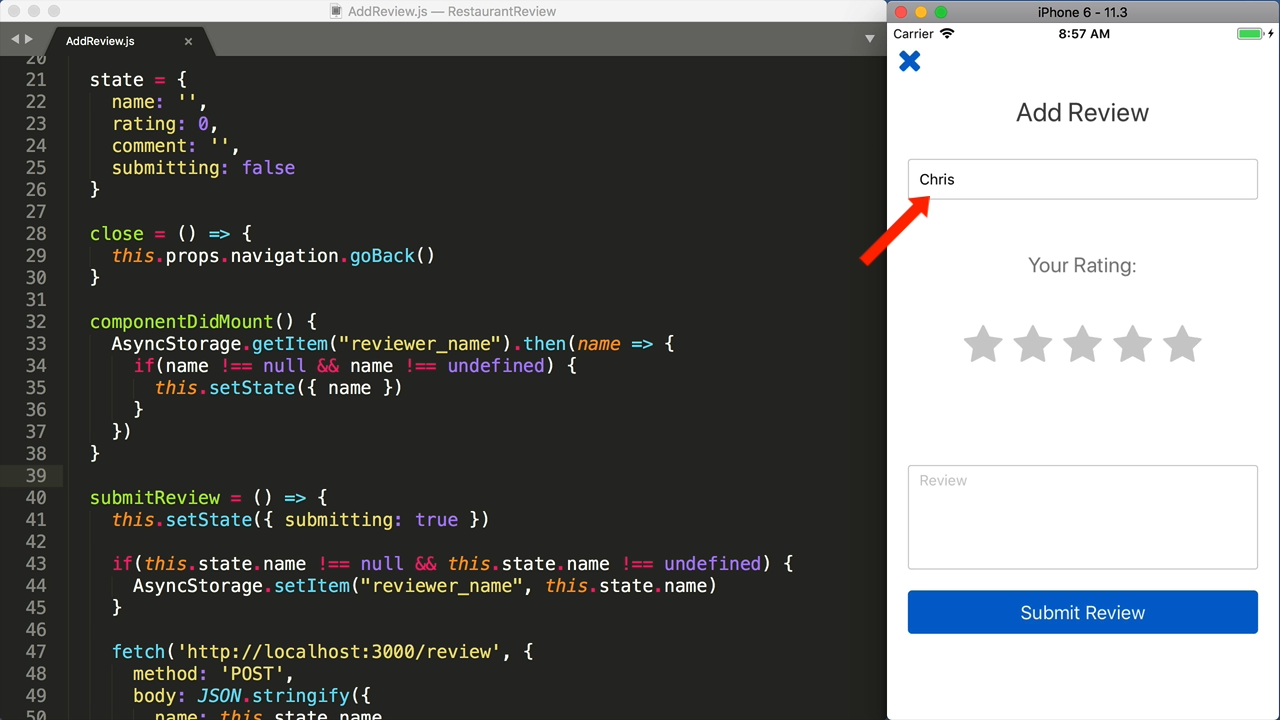 AddReview.js — RestaurantReview
AddReview.js
20
21 state = {
22 name: '',
23 rating: 0,
24 comment: '',
25 submitting: false
26 }
27
28 close = () => {
29 this.props.navigation.goBack()
30 }
31
32 componentDidMount() {
33 AsyncStorage.getItem("reviewer_name").then(name => {
34 if(name !== null && name !== undefined) {
35 this.setState({ name })
36 }
37 })
38 }
39
40 submitReview = () => {
41 this.setState({ submitting: true })
42
43 if(this.state.name !== null && this.state.name !== undefined) {
44 AsyncStorage.setItem("reviewer_name", this.state.name)
45 }
46
47 fetch('http://localhost:3000/review', {
48 method: 'POST',
49 body: JSON.stringify({
50 name: this.state.name
iPhone 6 - 11.3
Carrier 8:57 AM
Add Review
Chris
Your Rating:
Review
Submit Review